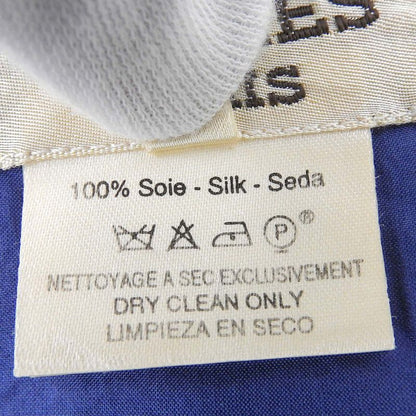 100% Soie - Silk - Seda
P®
NETTOYAGE A SEC EXCLUSIVEMENT
DRY CLEAN ONLY
LIMPIEZA EN SECO